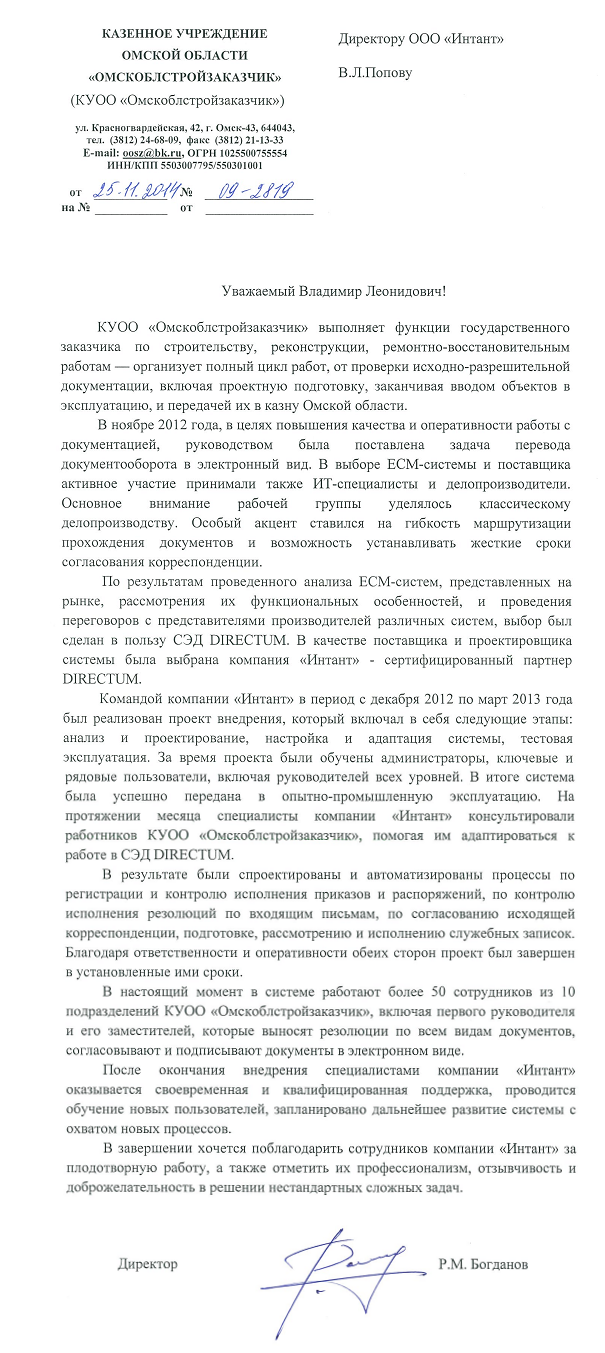 КАЗЕННОЕ УЧРЕЖДЕНИЕ
ОМСКОЙ ОБЛАСТИ
«ОМСКОБЛСТРОЙЗАКАЗЧИК»
(КУОО «Омскоблстройзаказчик»)
ул. Красногвардейская, 42, г. Омск-43, 644043,
тел. (3812) 24-68-09, факс (3812) 21-13-33
E-mail: oosz@bk.ru, ОГРН 1025500755554
ИНН/КПП 5503007795/550301001
от 25.11.2014 № 09-2819
на № ____________ от __________________
Директору ООО «Интант»
В.Л.Попову
Уважаемый Владимир Леонидович!
КУОО «Омскоблстройзаказчик» выполняет функции государственного
заказчика по строительству, реконструкции, ремонтно-восстановительным
работам — организует полный цикл работ, от проверки исходно-разрешительной
документации, включая проектную подготовку, заканчивая вводом объектов в
эксплуатацию, и передачей их в казну Омской области.
В ноябре 2012 года, в целях повышения качества и оперативности работы с
документацией, руководством была поставлена задача перевода
документооборота в электронный вид. В выборе ECM-системы и поставщика
активное участие принимали также ИТ-специалисты и делопроизводители.
Основное внимание рабочей группы уделялось классическому
делопроизводству. Особый акцент ставился на гибкость маршрутизации
прохождения документов и возможность устанавливать жесткие сроки
согласования корреспонденции.
По результатам проведенного анализа ECM-систем, представленных на
рынке, рассмотрения их функциональных особенностей, и проведения
переговоров с представителями производителей различных систем, выбор был
сделан в пользу СЭД DIRECTUM. В качестве поставщика и проектировщика
системы была выбрана компания «Интант» - сертифицированный партнер
DIRECTUM.
Командой компании «Интант» в период с декабря 2012 по март 2013 года
был реализован проект внедрения, который включал в себя следующие этапы:
анализ и проектирование, настройка и адаптация системы, тестовая
эксплуатация. За время проекта были обучены администраторы, ключевые и
рядовые пользователи, включая руководителей всех уровней. В итоге система
была успешно передана в опытно-промышленную эксплуатацию. На
протяжении месяца специалисты компании «Интант» консультировали
работников КУОО «Омскоблстройзаказчик», помогая им адаптироваться к
работе в СЭД DIRECTUM.
В результате были спроектированы и автоматизированы процессы по
регистрации и контролю исполнения приказов и распоряжений, по контролю
исполнения резолюций по входящим письмам, по согласованию исходящей
корреспонденции, подготовке, рассмотрению и исполнению служебных записок.
Благодаря ответственности и оперативности обеих сторон проект был завершен
в установленные ими сроки.
В настоящий момент в системе работают более 50 сотрудников из 10
подразделений КУОО «Омскоблстройзаказчик», включая первого руководителя
и его заместителей, которые выносят резолюции по всем видам документов,
согласовывают и подписывают документы в электронном виде.
После окончания внедрения специалистами компании «Интант»
оказывается своевременная и квалифицированная поддержка, проводится
обучение новых пользователей, запланировано дальнейшее развитие системы с
охватом новых процессов.
В завершении хочется поблагодарить сотрудников компании «Интант» за
плодотворную работу, а также отметить их профессионализм, отзывчивость и
доброжелательность в решении нестандартных сложных задач.
Директор Р.М. Богданов